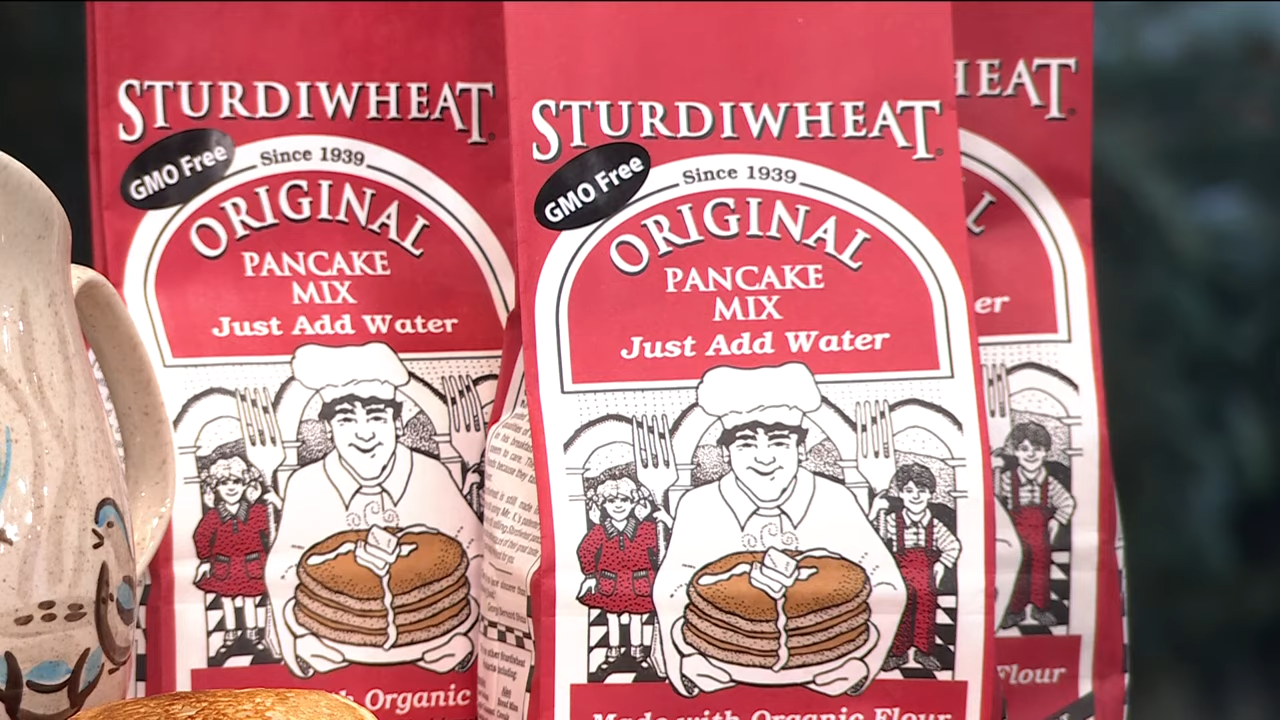 STURDIWHEAT
GMO Free
Since 1939
ORIGINAL
PANCAKE
MIX
Just Add Water
Organic
STURDIWHEAT
GMO Free
Since 1939
ORIGINAL
PANCAKE
MIX
Just Add Water
Made with Organic Flour
HEAT
L
er
Flour